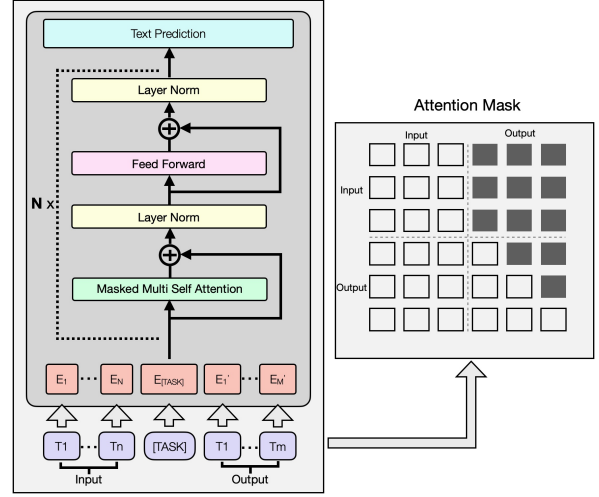 Text Prediction
Layer Norm
Feed Forward
N x
Layer Norm
Masked Multi Self Attention
E1 ··· EN E[TASK] E1' ··· EM'
T1 ··· Tn [TASK] T1 ··· Tm
Input Output
Attention Mask
Input Output
Input
Output